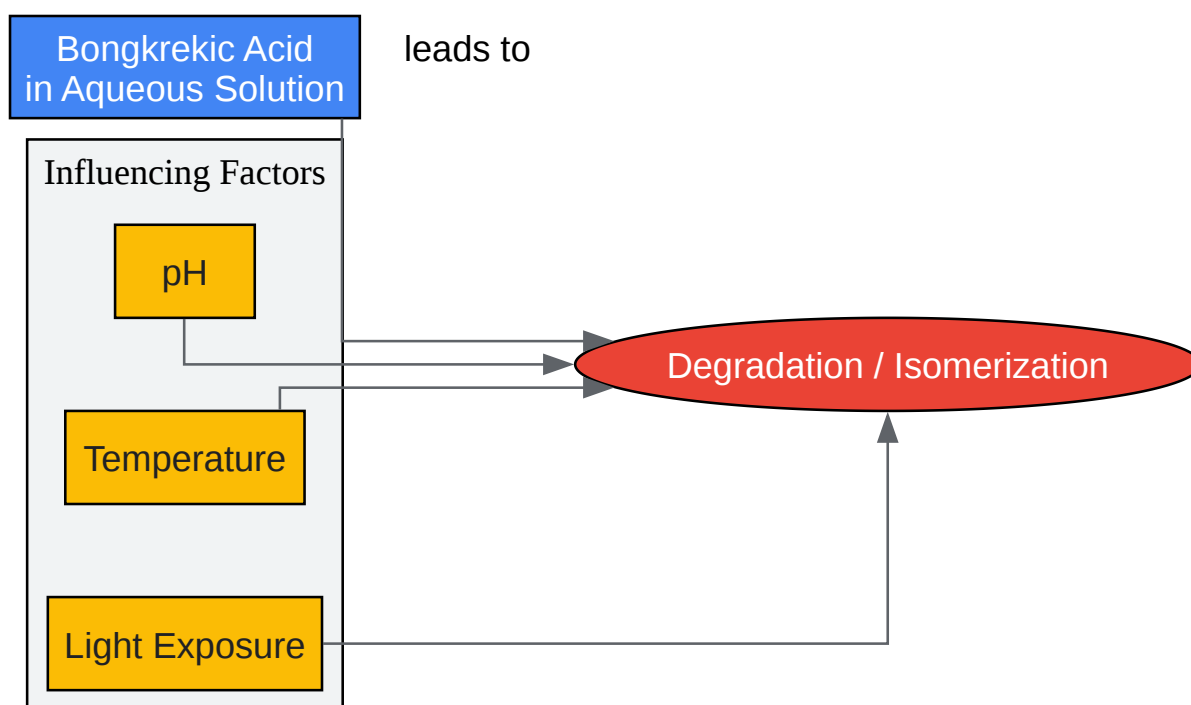 Bongkrekic Acid
in Aqueous Solution
leads to
Influencing Factors
pH
Degradation / Isomerization
Temperature
Light Exposure